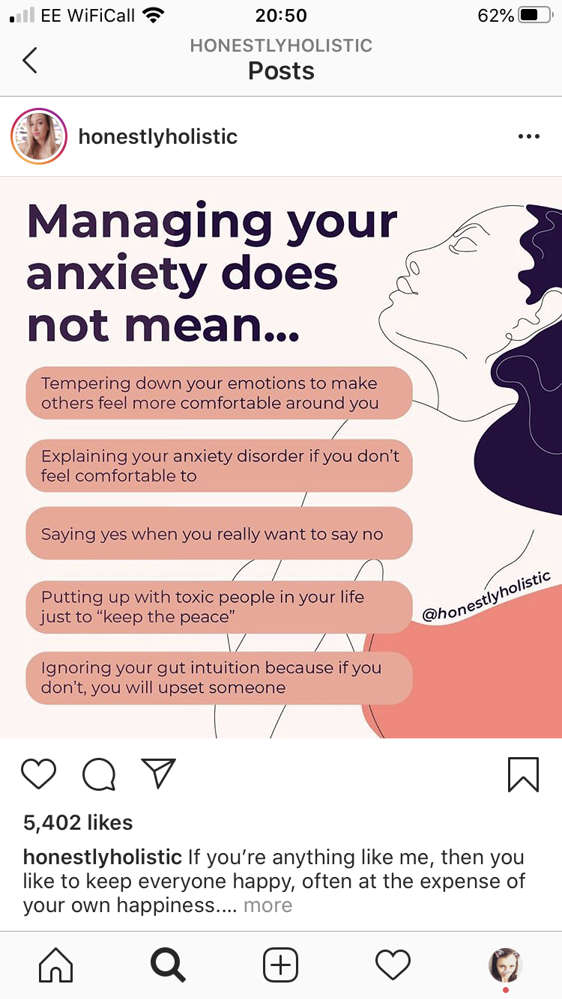 EE WiFiCall 20:50 62%
HONESTLYHOLISTIC
Posts
honestlyholistic
Managing your
anxiety does
not mean...
Tempering down your emotions to make
others feel more comfortable around you
Explaining your anxiety disorder if you don't
feel comfortable to
Saying yes when you really want to say no
Putting up with toxic people in your life
just to “keep the peace”
@honestlyholistic
Ignoring your gut intuition because if you
don't, you will upset someone
5,402 likes
honestlyholistic If you’re anything like me, then you
like to keep everyone happy, often at the expense of
your own happiness.... more